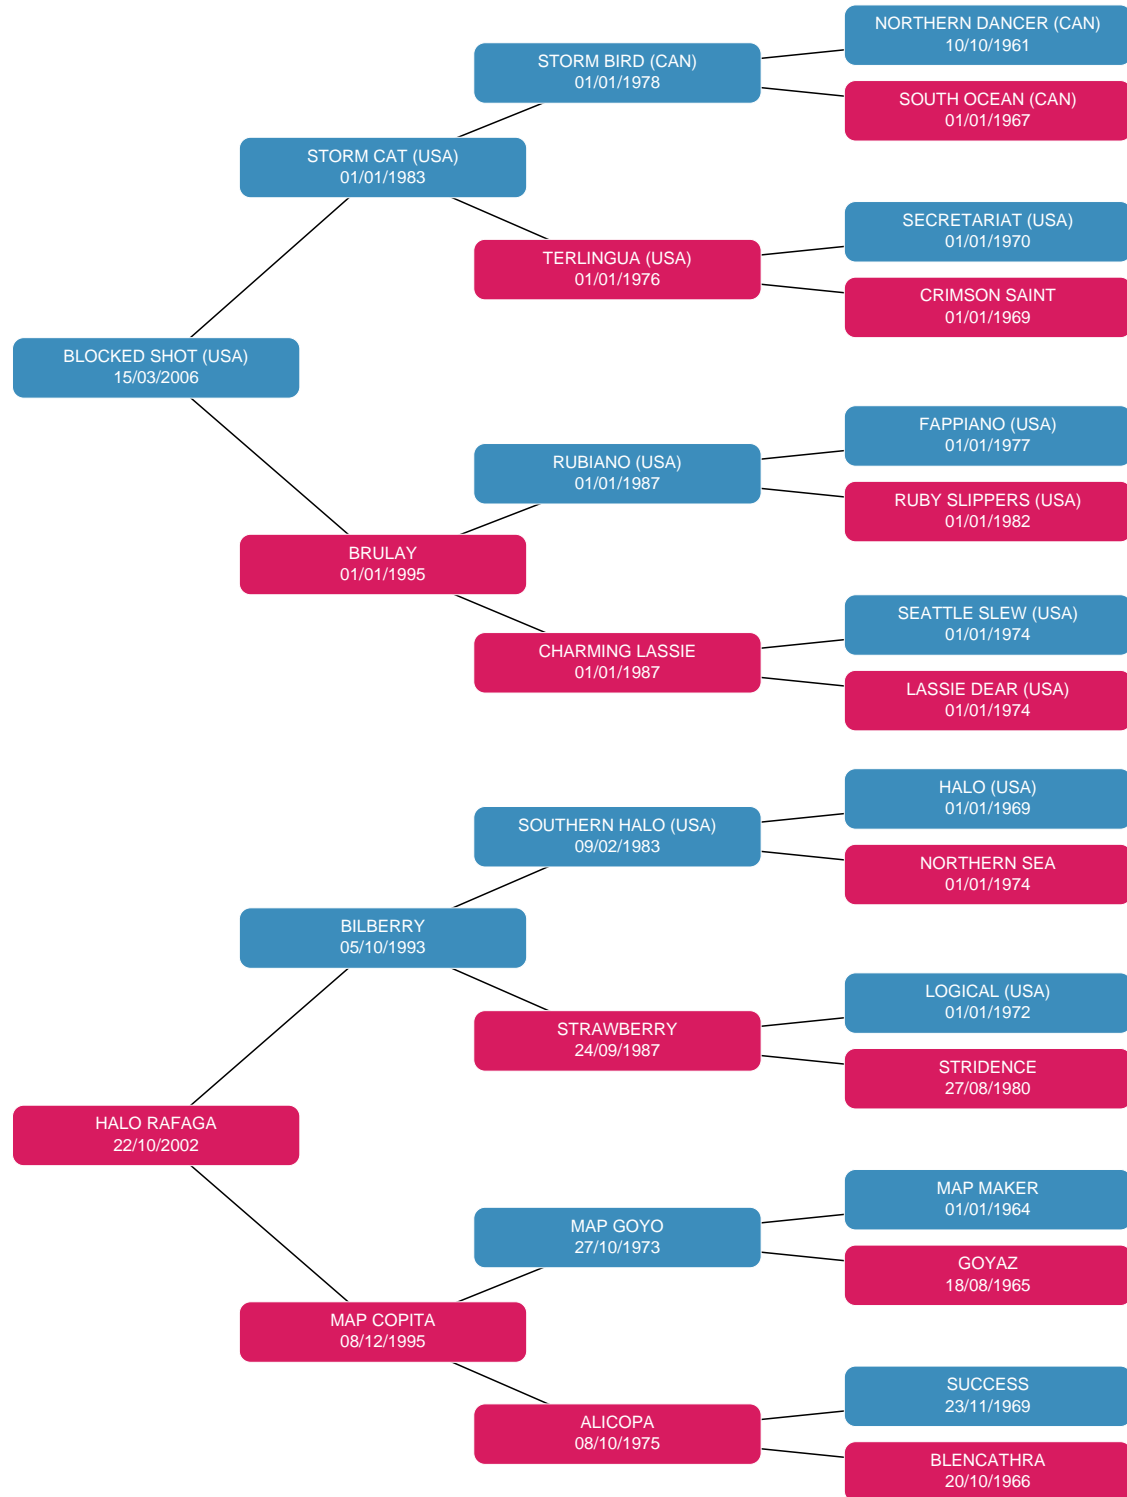 NORTHERN DANCER (CAN)
10/10/1961
STORM BIRD (CAN)
01/01/1978
SOUTH OCEAN (CAN)
01/01/1967
STORM CAT (USA)
01/01/1983
SECRETARIAT (USA)
01/01/1970
TERLINGUA (USA)
01/01/1976
CRIMSON SAINT
01/01/1969
BLOCKED SHOT (USA)
15/03/2006
FAPPIANO (USA)
01/01/1977
RUBIANO (USA)
01/01/1987
RUBY SLIPPERS (USA)
01/01/1982
BRULAY
01/01/1995
SEATTLE SLEW (USA)
01/01/1974
CHARMING LASSIE
01/01/1987
LASSIE DEAR (USA)
01/01/1974
HALO (USA)
01/01/1969
SOUTHERN HALO (USA)
09/02/1983
NORTHERN SEA
01/01/1974
BILBERRY
05/10/1993
LOGICAL (USA)
01/01/1972
STRAWBERRY
24/09/1987
STRIDENCE
27/08/1980
HALO RAFAGA
22/10/2002
MAP MAKER
01/01/1964
MAP GOYO
27/10/1973
GOYAZ
18/08/1965
MAP COPITA
08/12/1995
SUCCESS
23/11/1969
ALICOPA
08/10/1975
BLENCATHRA
20/10/1966